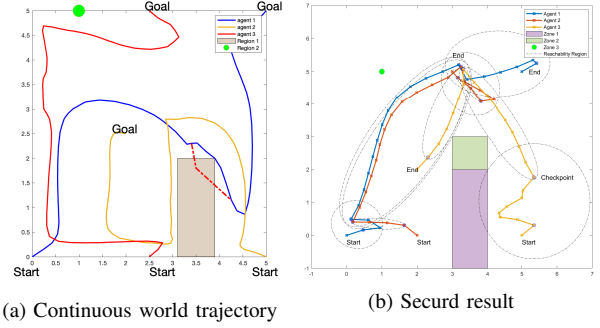 Goal
Goal
agent 1
agent 2
agent 3
Region 1
Region 2
Goal
5
4.5
4
3.5
3
2.5
2
1.5
1
0.5
0
0 0.5 1 1.5 2 2.5 3 3.5 4 4.5 5
Start Start Start
(a) Continuous world trajectory
Agent 1
Agent 2
Agent 3
Zone 1
Zone 2
Zone 3
Reachability Region
End
End
End
Checkpoint
Start Start Start
7
6
5
4
3
2
1
0
-1
-1 0 1 2 3 4 5 6 7
(b) Securd result